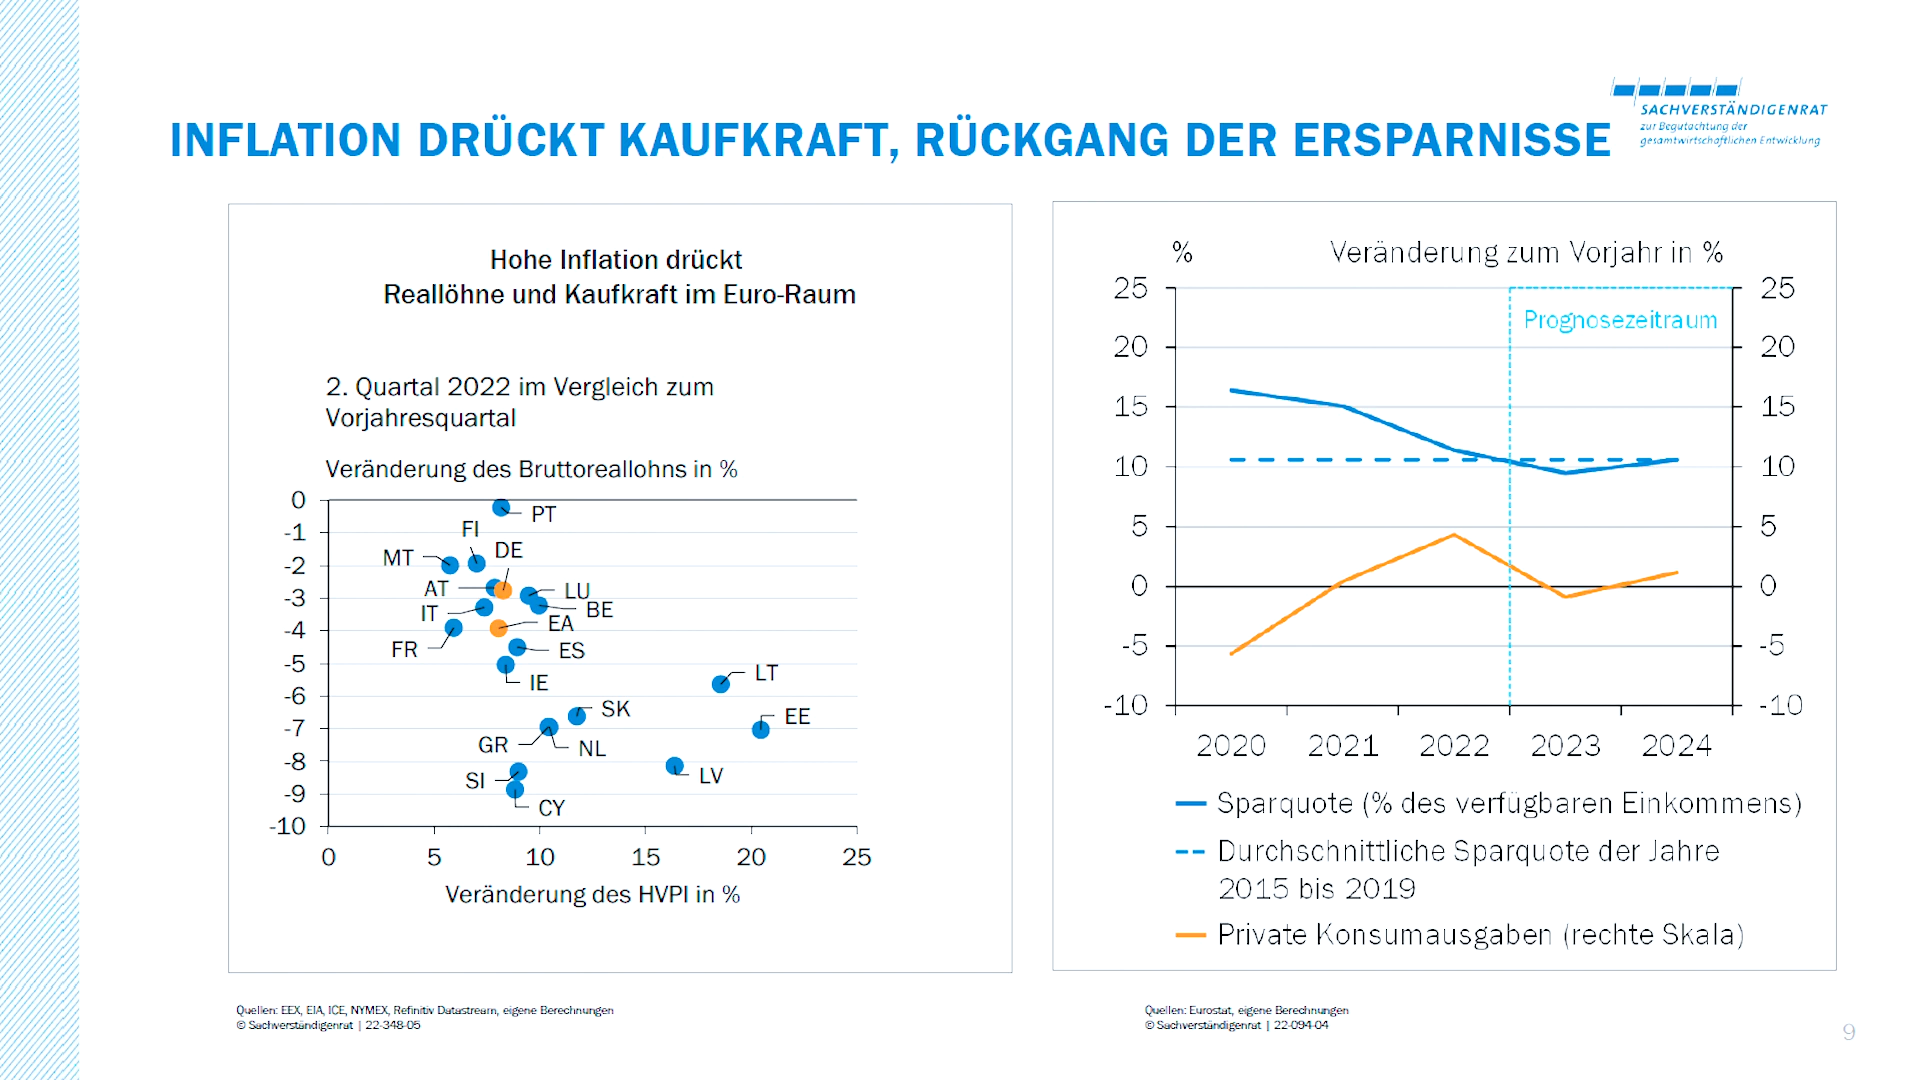 SACHVERSTÄNDIGENRAT
zur Begutachtung der
gesamtwirtschaftlichen Entwicklung
INFLATION DRÜCKT KAUFKRAFT, RÜCKGANG DER ERSPARNISSE
Hohe Inflation drückt
Reallöhne und Kaufkraft im Euro-Raum
2. Quartal 2022 im Vergleich zum
Vorjahresquartal
Veränderung des Bruttoreallohns in %
0
-1
-2
-3
-4
-5
-6
-7
-8
-9
-10
PT
FI
DE
MT
AT
LU
IT
BE
EA
FR
ES
IE
LT
SK
EE
GR
NL
SI
LV
CY
0 5 10 15 20 25
Veränderung des HVPI in %
Quellen: EEX, EIA, ICE, NYMEX, Refinitiv Datastream, eigene Berechnungen
© Sachverständigenrat | 22-348-05
% Veränderung zum Vorjahr in %
25 25
Prognosezeitraum
20 20
15 15
10 10
5 5
0 0
-5 -5
-10 -10
2020 2021 2022 2023 2024
Sparquote (% des verfügbaren Einkommens)
Durchschnittliche Sparquote der Jahre
2015 bis 2019
Private Konsumausgaben (rechte Skala)
Quellen: Eurostat, eigene Berechnungen
© Sachverständigenrat | 22-094-04
9